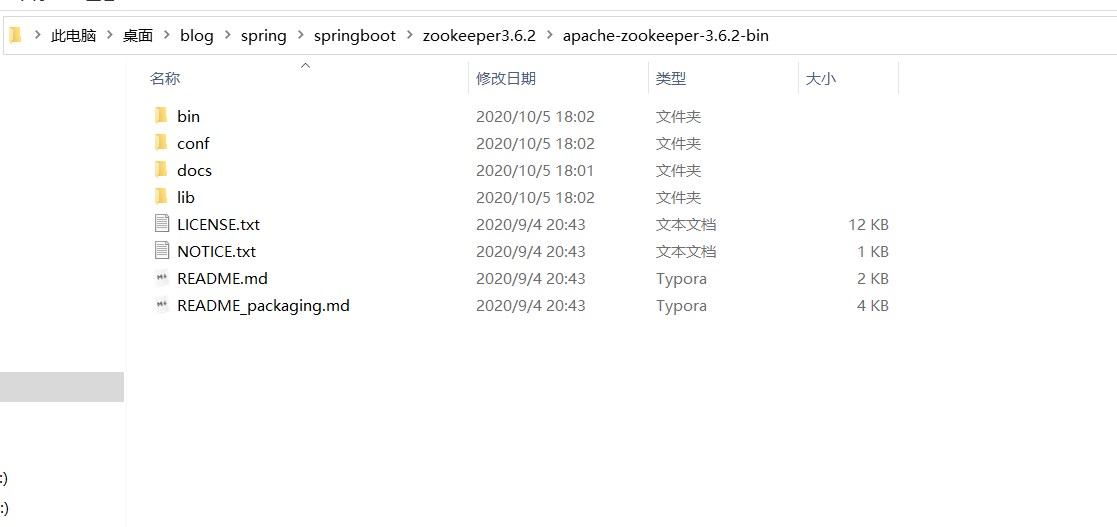 此电脑 > 桌面 > blog > spring > springboot > zookeeper3.6.2 > apache-zookeeper-3.6.2-bin
名称 修改日期 类型 大小
bin 2020/10/5 18:02 文件夹
conf 2020/10/5 18:02 文件夹
docs 2020/10/5 18:01 文件夹
lib 2020/10/5 18:02 文件夹
LICENSE.txt 2020/9/4 20:43 文本文档 12 KB
NOTICE.txt 2020/9/4 20:43 文本文档 1 KB
README.md 2020/9/4 20:43 Typora 2 KB
README_packaging.md 2020/9/4 20:43 Typora 4 KB
:)
:)